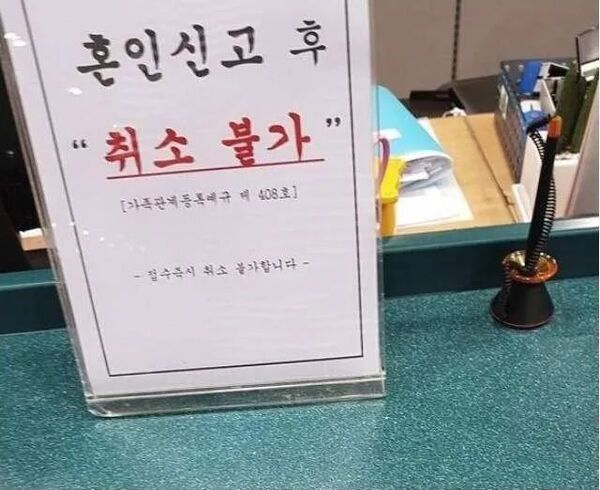 혼인신고 후
“취소 불가”
[가족관계등록예규 제 408호]
- 접수즉시 취소 불가합니다 -